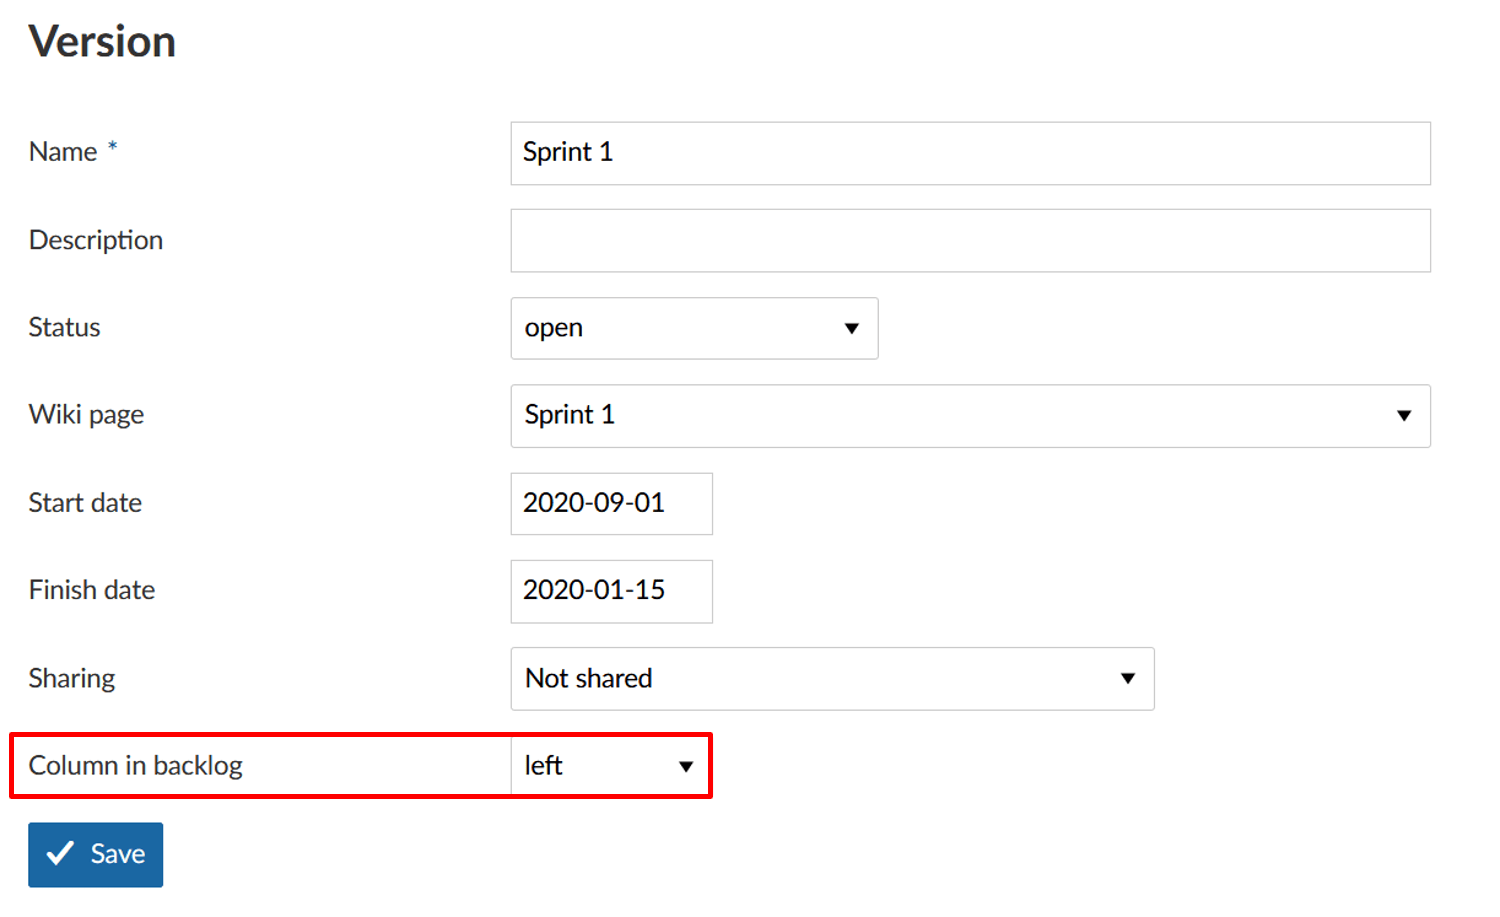 Version
Name * Sprint 1
Description
Status open
Wiki page Sprint 1
Start date 2020-09-01
Finish date 2020-01-15
Sharing Not shared
Column in backlog left
Save